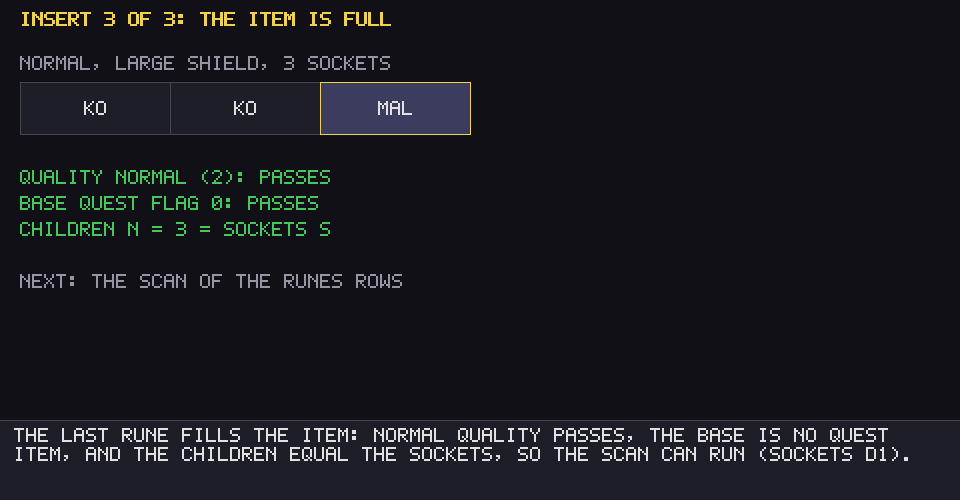 INSERT 3 OF 3: THE ITEM IS FULL
NORMAL, LARGE SHIELD, 3 SOCKETS
KO KO MAL
QUALITY NORMAL (2): PASSES
BASE QUEST FLAG 0: PASSES
CHILDREN N = 3 = SOCKETS S
NEXT: THE SCAN OF THE RUNES ROWS
THE LAST RUNE FILLS THE ITEM: NORMAL QUALITY PASSES, THE BASE IS NO QUEST
ITEM, AND THE CHILDREN EQUAL THE SOCKETS, SO THE SCAN CAN RUN (SOCKETS D1).